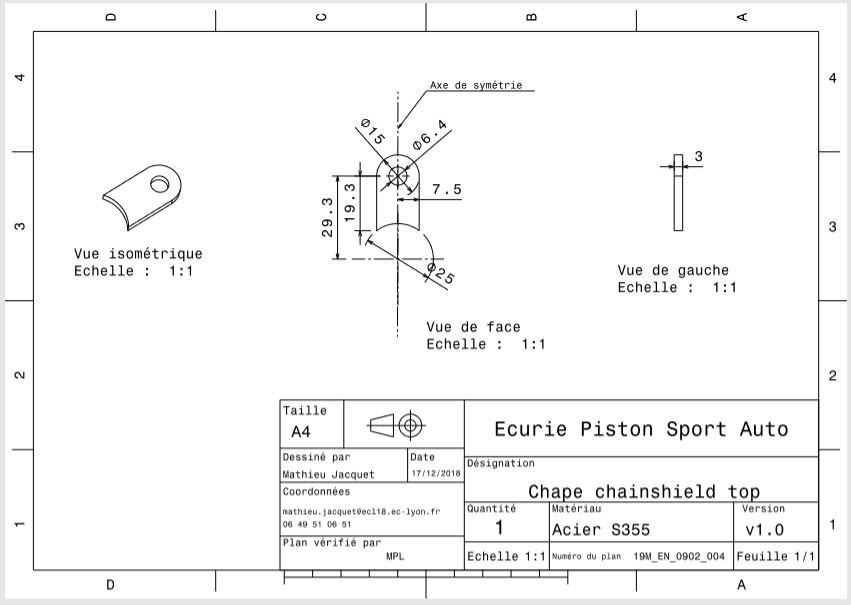 D C B A
4 4
Axe de symétrie
Ø15 Ø6.4
3
7.5
29.3 19.3
Ø25
3 3
Vue isométrique
Echelle : 1:1
Vue de gauche
Echelle : 1:1
Vue de face
Echelle : 1:1
2 2
Taille
A4
Ecurie Piston Sport Auto
Dessiné par Date
Mathieu Jacquet 17/12/2018
Désignation
Chape chainshield top
Coordonnées
mathieu.jacquet@ecl18.ec-lyon.fr
06 49 51 06 51
Quantité Matériau Version
1 Acier S355 v1.0
1 1
Plan vérifié par
MPL
Echelle 1:1 Numéro du plan 19M_EN_0902_004 Feuille 1/1
D A